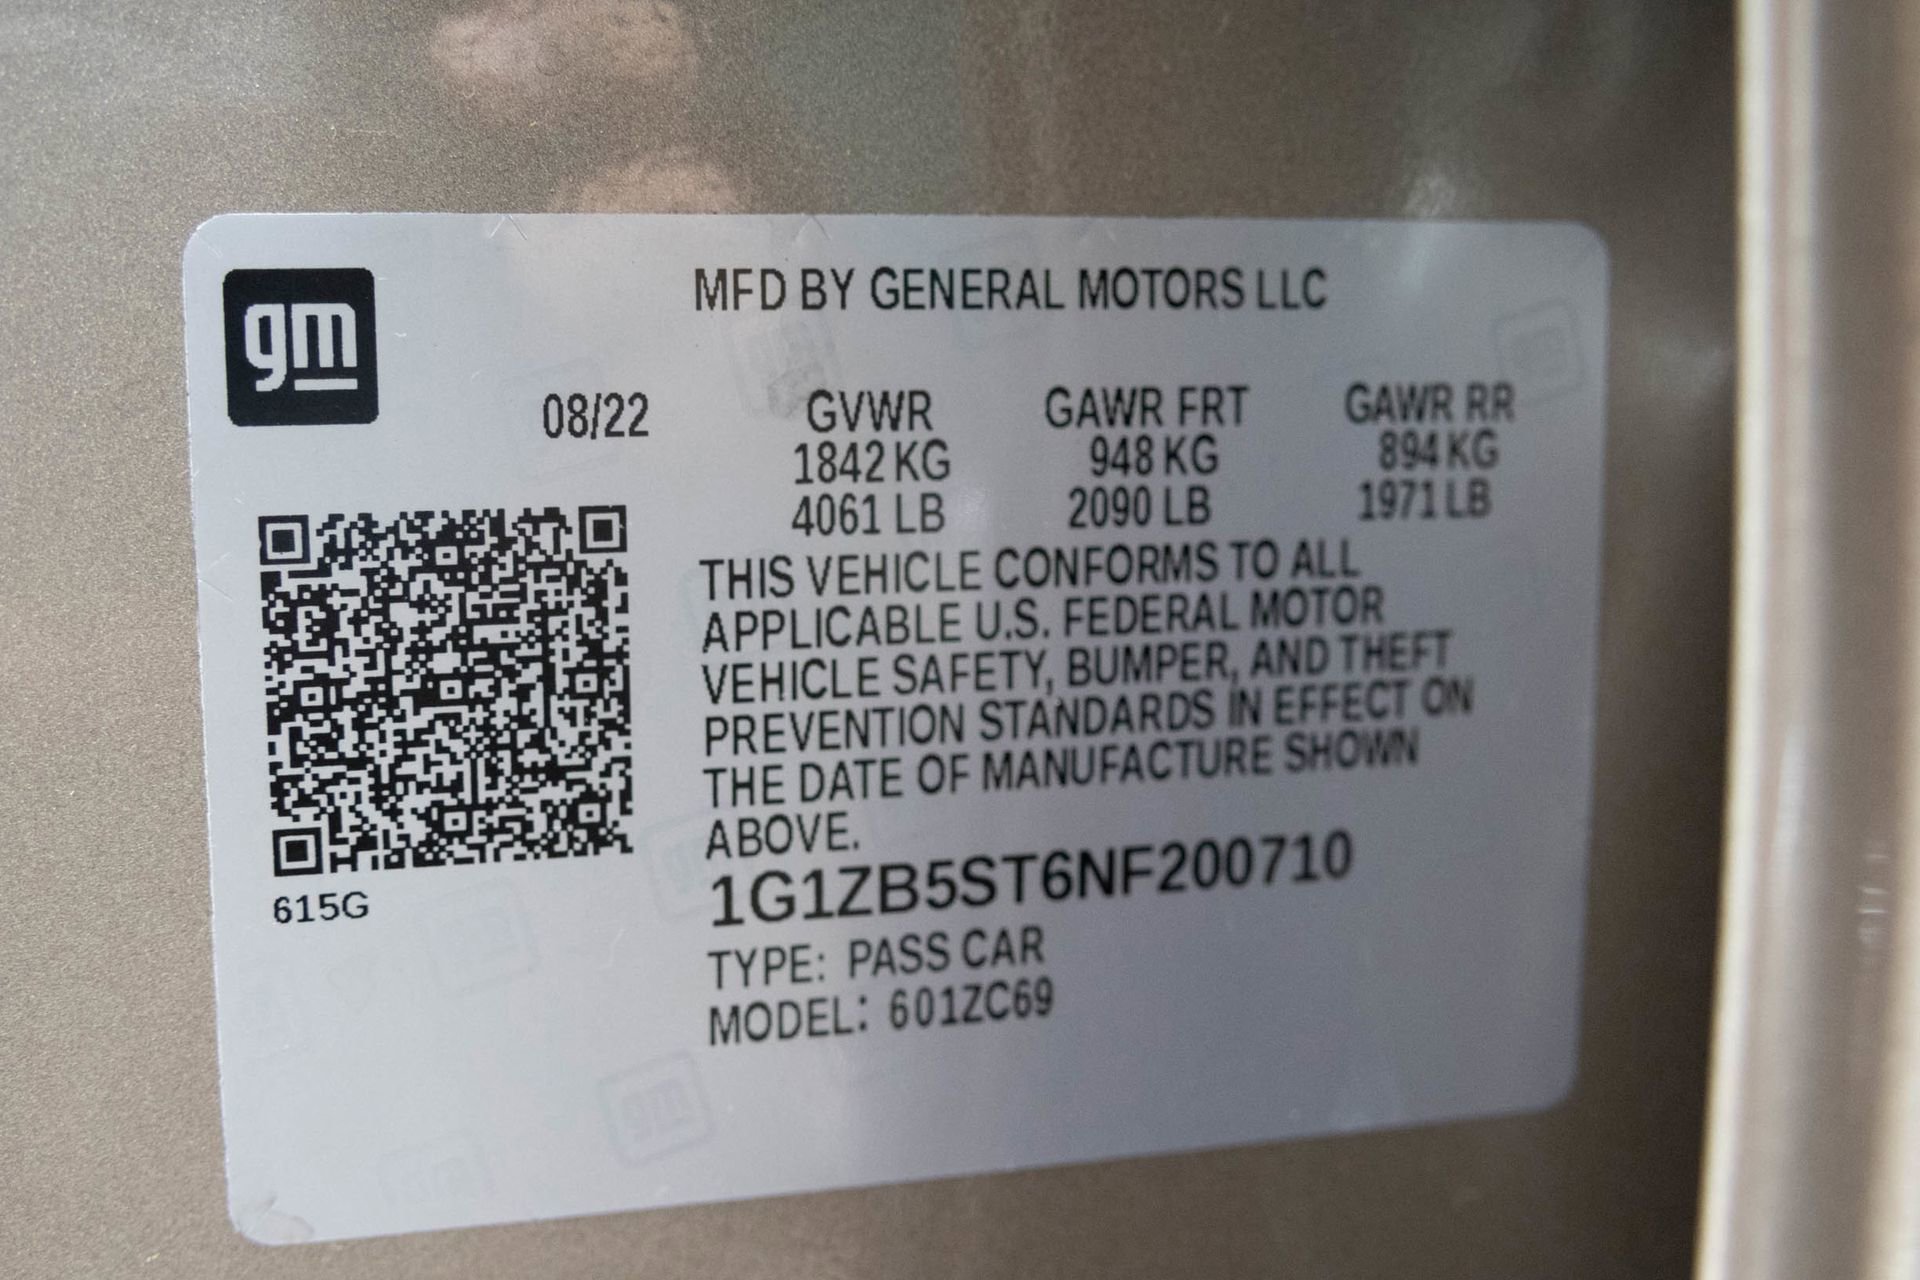 gm
MFD BY GENERAL MOTORS LLC
08/22 GVWR GAWR FRT GAWR RR
1842 KG 948 KG 894 KG
4061 LB 2090 LB 1971 LB
THIS VEHICLE CONFORMS TO ALL
APPLICABLE U.S. FEDERAL MOTOR
VEHICLE SAFETY, BUMPER, AND THEFT
PREVENTION STANDARDS IN EFFECT ON
THE DATE OF MANUFACTURE SHOWN
ABOVE.
615G
1G1ZB5ST6NF200710
TYPE: PASS CAR
MODEL: 601ZC69
gm